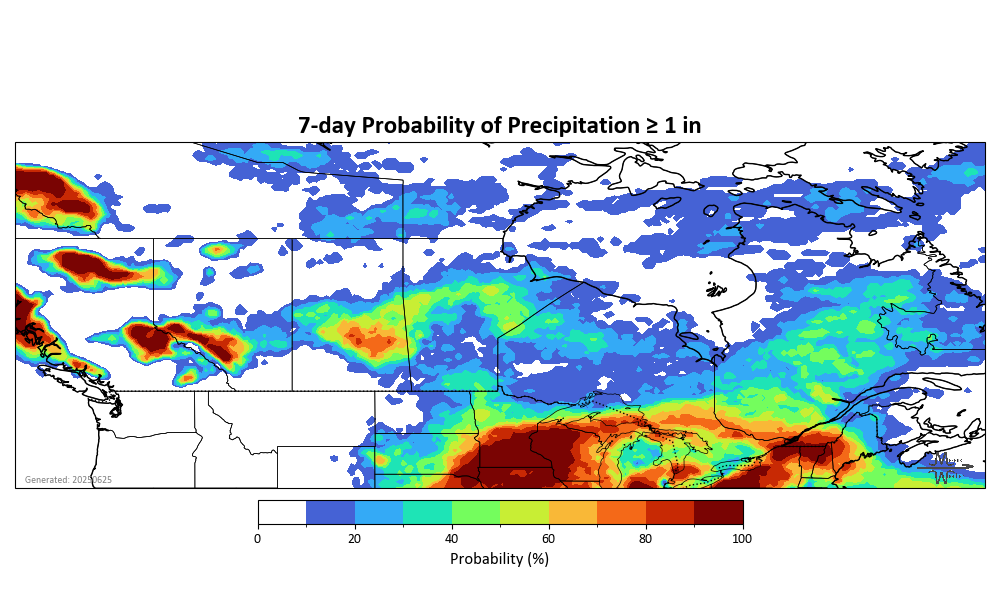 7-day Probability of Precipitation ≥ 1 in
Generated: 20250625
0 20 40 60 80 100
Probability (%)